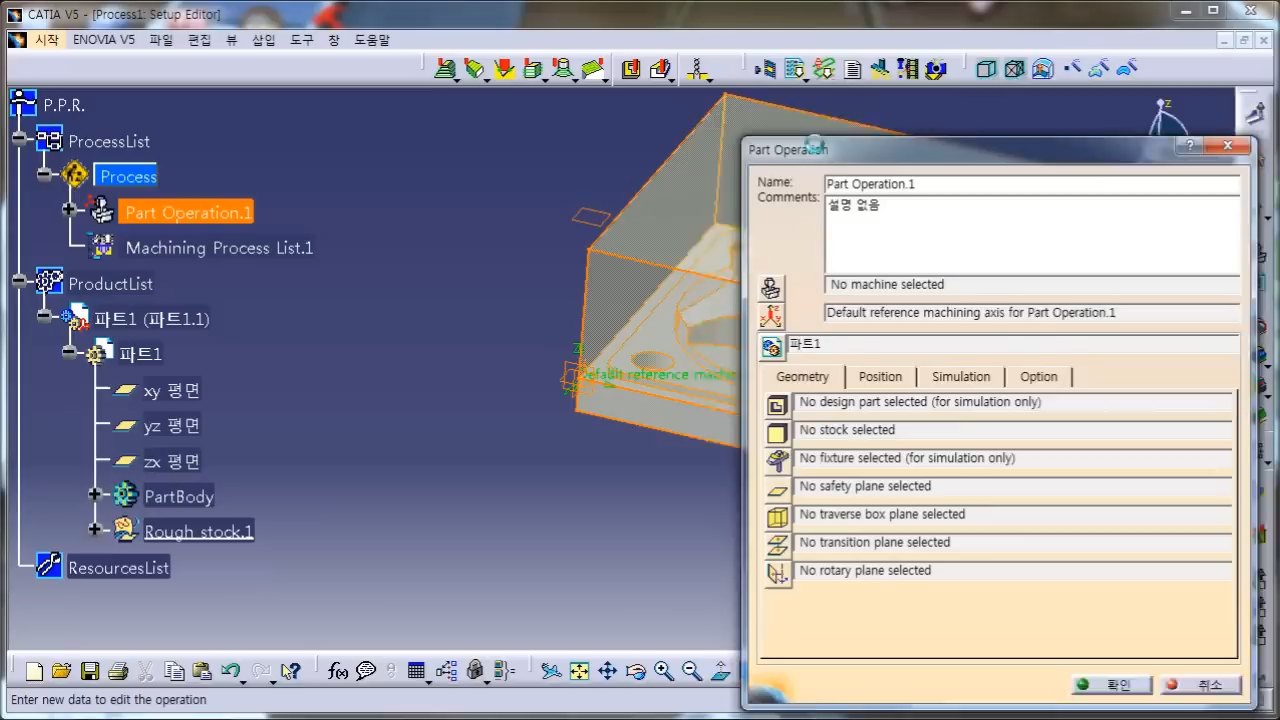 CATIA V5 - [Process1: Setup Editor]
시작 ENOVIA V5 파일 편집 뷰 삽입 도구 창 도움말
P.P.R.
ProcessList
Process
Part Operation.1
Machining Process List.1
ProductList
파트1 (파트1.1)
파트1
xy 평면
yz 평면
zx 평면
PartBody
Rough stock.1
ResourcesList
z
Default reference machi
Part Operation
Name: Part Operation.1
Comments: 설명 없음
No machine selected
Default reference machining axis for Part Operation.1
파트1
Geometry Position Simulation Option
No design part selected (for simulation only)
No stock selected
No fixture selected (for simulation only)
No safety plane selected
No traverse box plane selected
No transition plane selected
No rotary plane selected
확인 취소
Enter new data to edit the operation